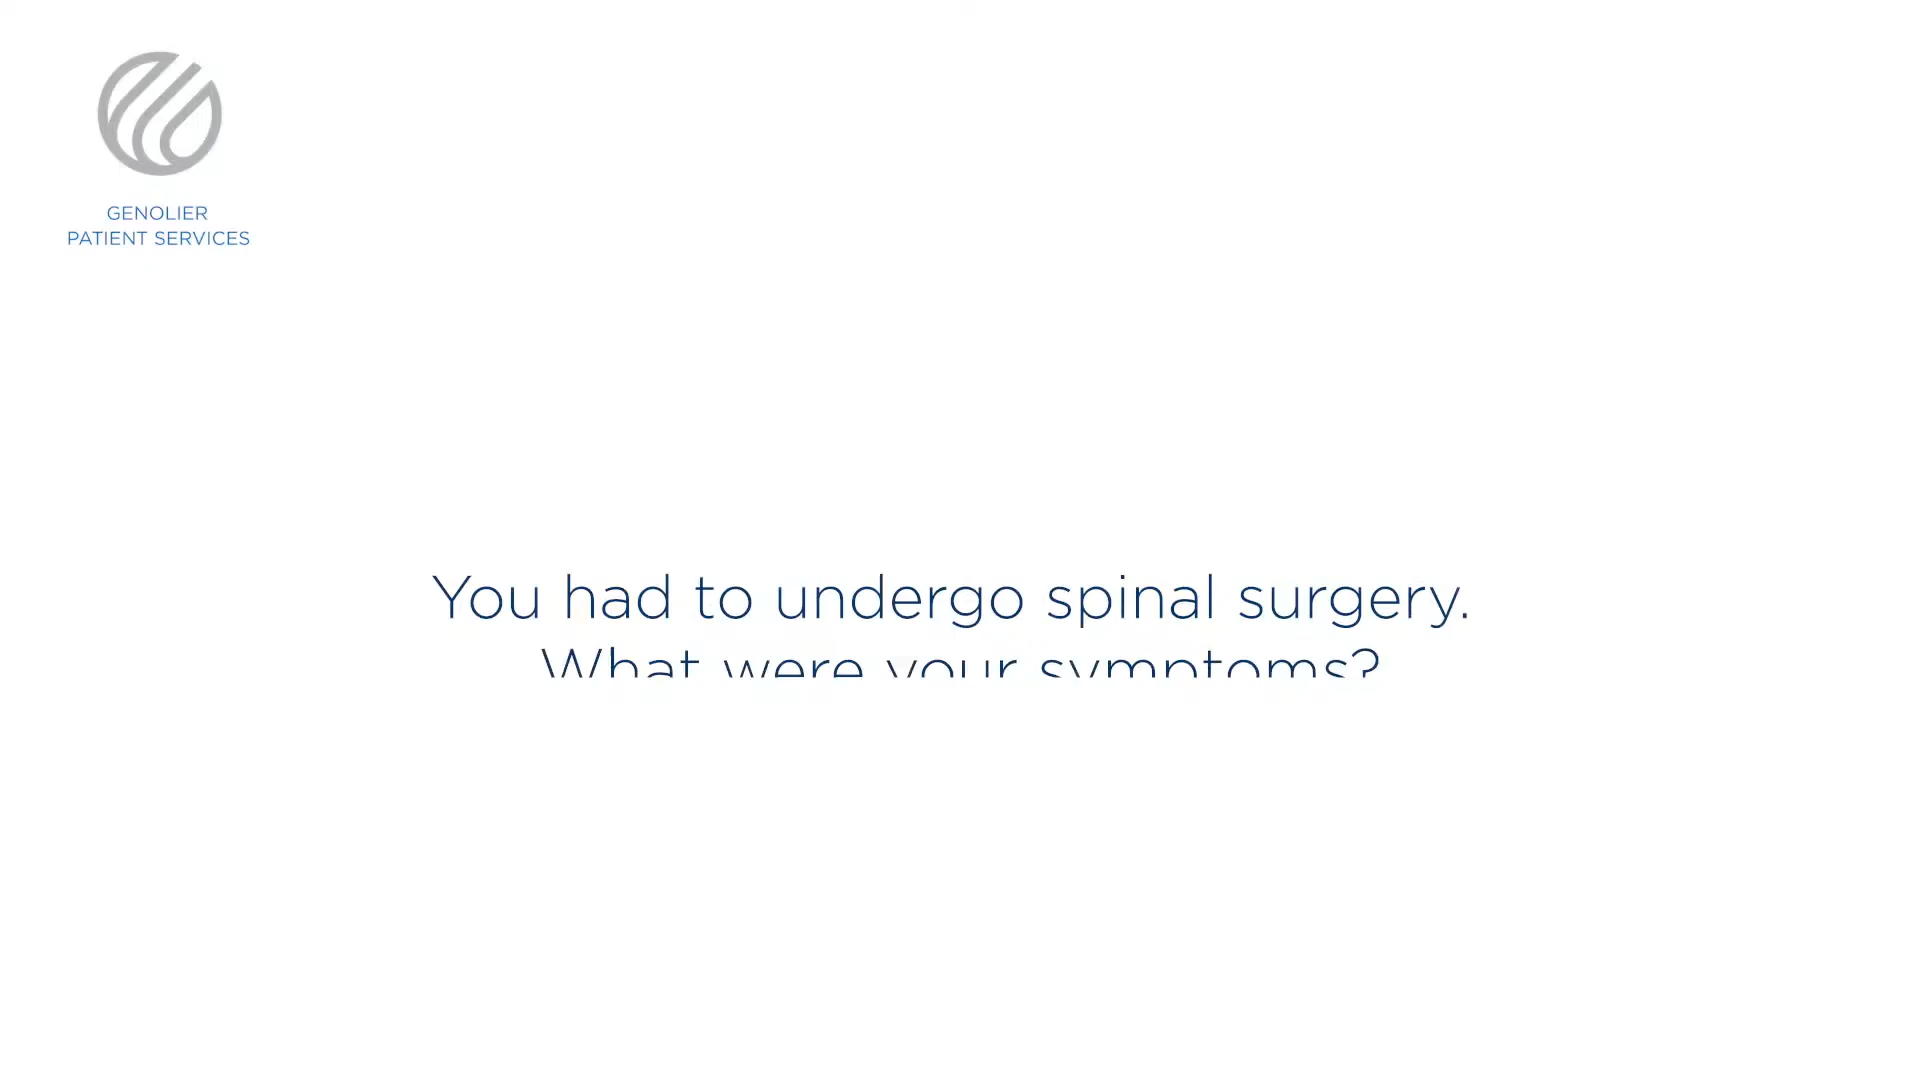 GENOLIER
PATIENT SERVICES
You had to undergo spinal surgery.
What were your symptoms?